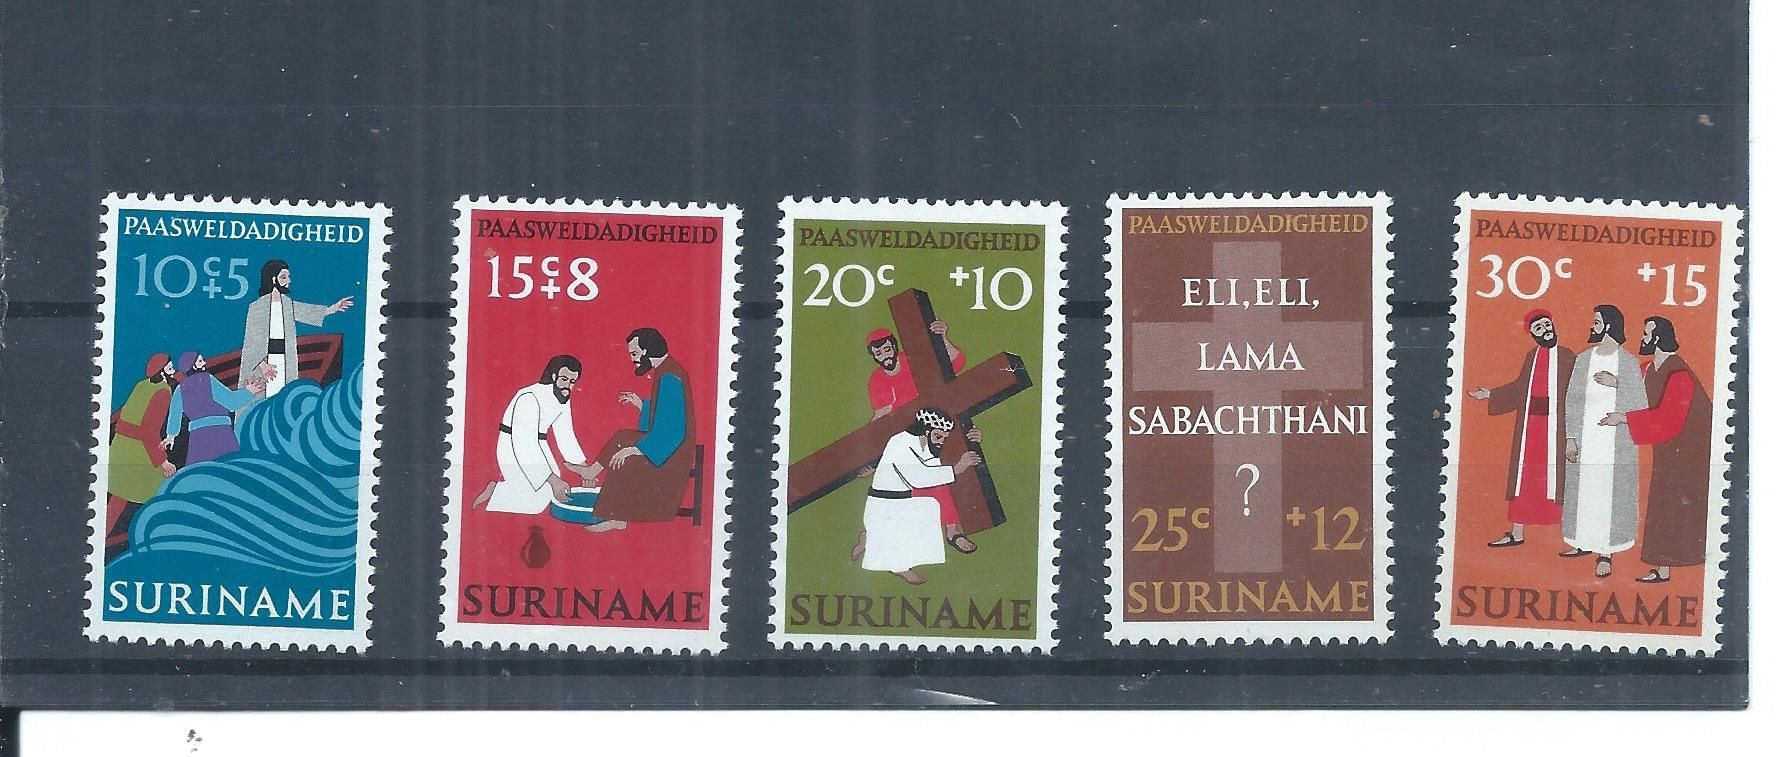 PAASWELDADIGHEID
10c+5
SURINAME
PAASWELDADIGHEID
15c+8
SURINAME
PAASWELDADIGHEID
20c +10
SURINAME
PAASWELDADIGHEID
ELI, ELI,
LAMA
SABACHTHANI
?
25c +12
SURINAME
PAASWELDADIGHEID
30c +15
SURINAME